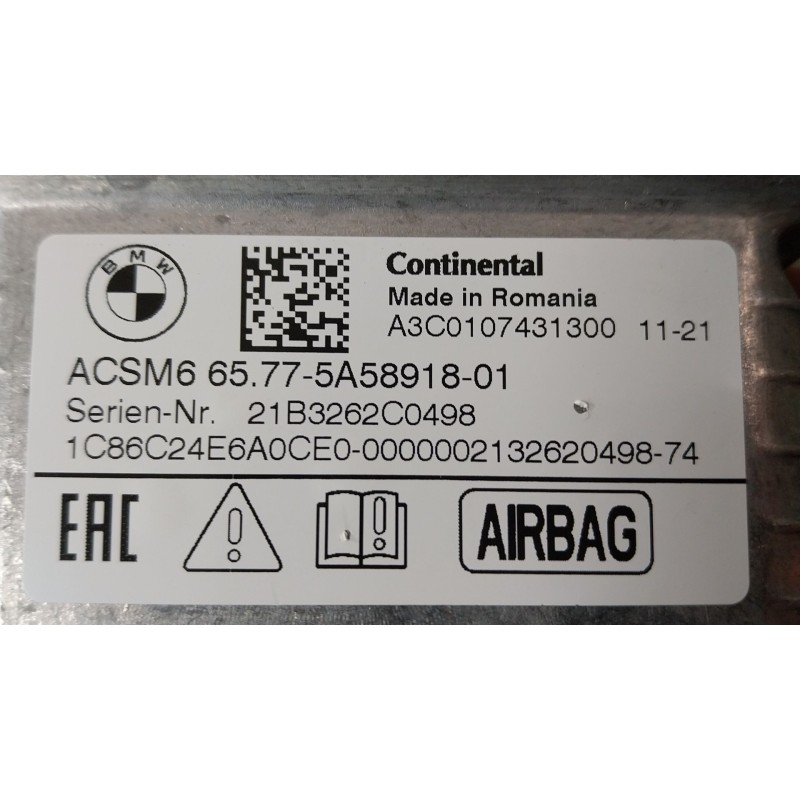 BMW
Continental
Made in Romania
A3C0107431300 11-21
ACSM6 65.77-5A58918-01
Serien-Nr. 21B3262C0498
1C86C24E6A0CE0-0000002132620498-74
EAC
AIRBAG